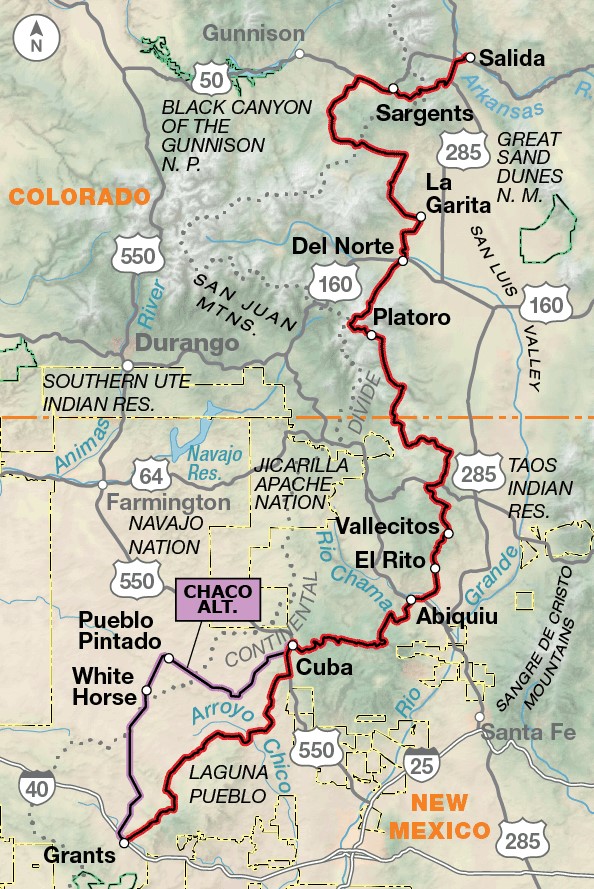 N
Gunnison
Salida
50
Sargents
Arkansas
R.
BLACK CANYON
OF THE
GUNNISON
N. P.
285
GREAT
SAND
DUNES
N. M.
COLORADO
La
Garita
550
Del Norte
SAN LUIS
VALLEY
160
160
SAN JUAN
MTNS.
River
Platoro
Durango
SOUTHERN UTE
INDIAN RES.
DIVIDE
Animas
Navajo
Res.
64
JICARILLA
APACHE
NATION
285
TAOS
INDIAN
RES.
Farmington
NAVAJO
NATION
Vallecitos
El Rito
550
Rio Chama
Grande
CHACO
ALT.
Abiquiu
CONTINENTAL
SANGRE DE CRISTO
MOUNTAINS
Pueblo
Pintado
Cuba
White
Horse
Arroyo
Chico
Rio
Santa Fe
550
25
40
LAGUNA
PUEBLO
NEW
MEXICO
285
Grants